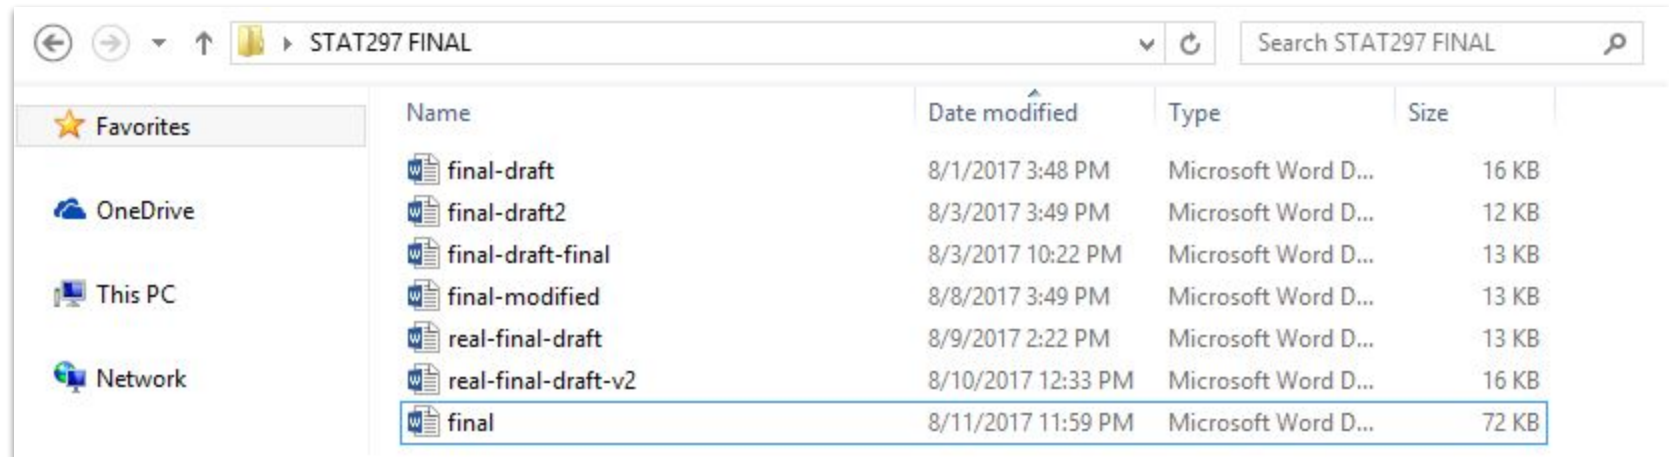 STAT297 FINAL
Search STAT297 FINAL
Favorites
OneDrive
This PC
Network
Name Date modified Type Size
final-draft 8/1/2017 3:48 PM Microsoft Word D... 16 KB
final-draft2 8/3/2017 3:49 PM Microsoft Word D... 12 KB
final-draft-final 8/3/2017 10:22 PM Microsoft Word D... 13 KB
final-modified 8/8/2017 3:49 PM Microsoft Word D... 13 KB
real-final-draft 8/9/2017 2:22 PM Microsoft Word D... 13 KB
real-final-draft-v2 8/10/2017 12:33 PM Microsoft Word D... 16 KB
final 8/11/2017 11:59 PM Microsoft Word D... 72 KB